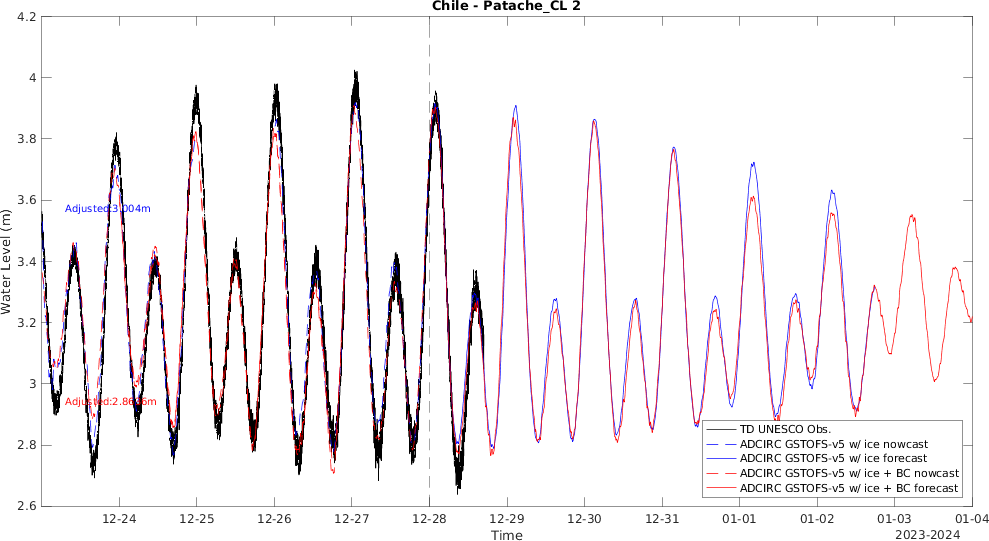 Chile - Patache_CL 2
4.2
4
3.8
3.6
3.4
3.2
3
2.8
2.6
Water Level (m)
Adjusted:3.004m
12-24
12-25
12-26
12-27
12-28
12-29
12-30
12-31
01-01
01-02
01-03
01-04
2023-2024
Time
TD UNESCO Obs.
ADCIRC GSTOFS-v5 w/ ice nowcast
ADCIRC GSTOFS-v5 w/ ice forecast
ADCIRC GSTOFS-v5 w/ ice + BC nowcast
ADCIRC GSTOFS-v5 w/ ice + BC forecast